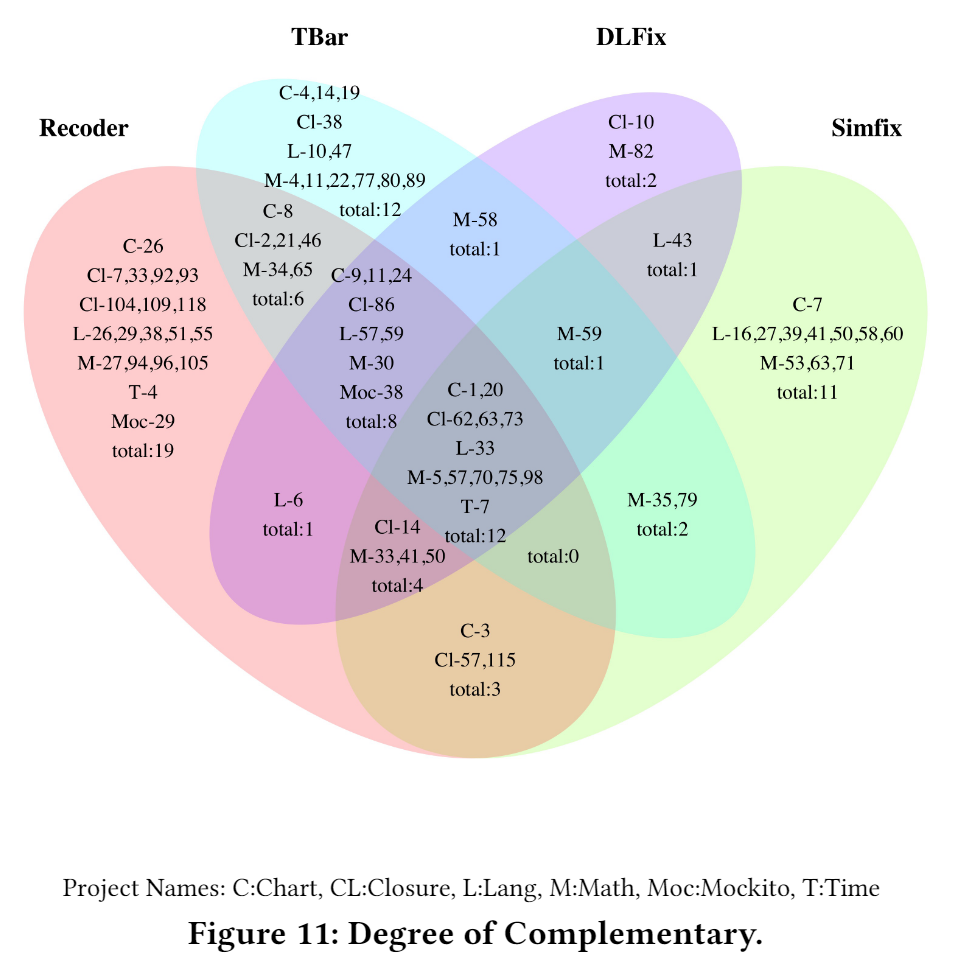 TBar
DLFix
Recoder
Simfix
C-4,14,19
Cl-38
L-10,47
M-4,11,22,77,80,89
total:12
Cl-10
M-82
total:2
C-8
Cl-2,21,46
M-34,65
total:6
M-58
total:1
L-43
total:1
C-26
Cl-7,33,92,93
Cl-104,109,118
L-26,29,38,51,55
M-27,94,96,105
T-4
Moc-29
total:19
C-9,11,24
Cl-86
L-57,59
M-30
Moc-38
total:8
M-59
total:1
C-7
L-16,27,39,41,50,58,60
M-53,63,71
total:11
C-1,20
Cl-62,63,73
L-33
M-5,57,70,75,98
T-7
total:12
L-6
total:1
Cl-14
M-33,41,50
total:4
total:0
M-35,79
total:2
C-3
Cl-57,115
total:3
Project Names: C:Chart, CL:Closure, L:Lang, M:Math, Moc:Mockito, T:Time
Figure 11: Degree of Complementary.